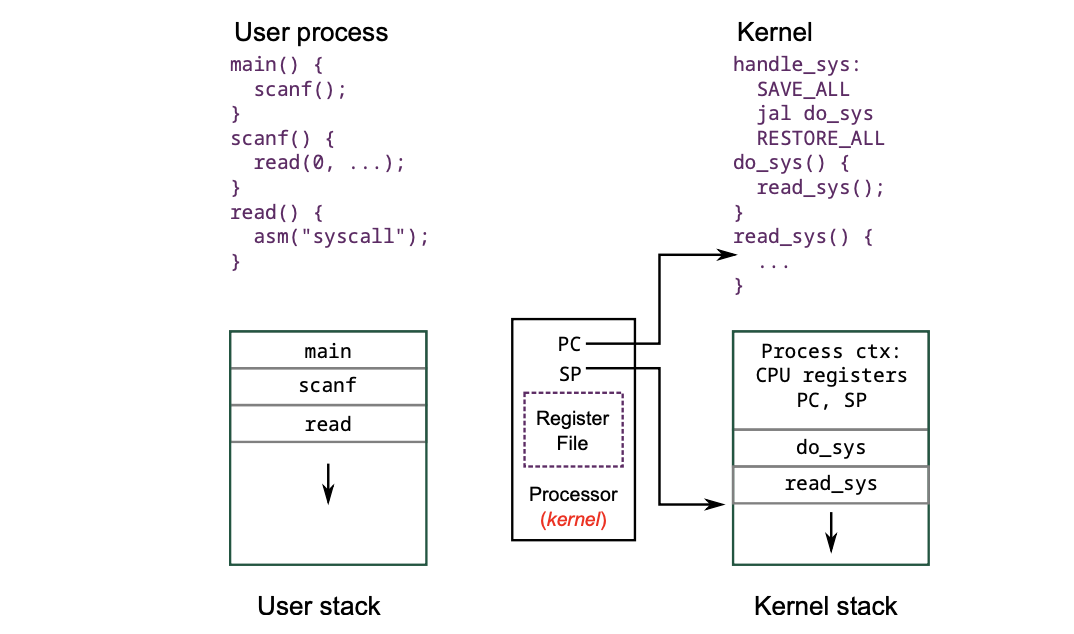 User process
main() {
  scanf();
}
scanf() {
  read(0, ...);
}
read() {
  asm("syscall");
}
Kernel
handle_sys:
  SAVE_ALL
  jal do_sys
  RESTORE_ALL
do_sys() {
  read_sys();
}
read_sys() {
  ...
}
main
scanf
read
User stack
PC
SP
Register
File
Processor
(kernel)
Process ctx:
CPU registers
PC, SP
do_sys
read_sys
Kernel stack